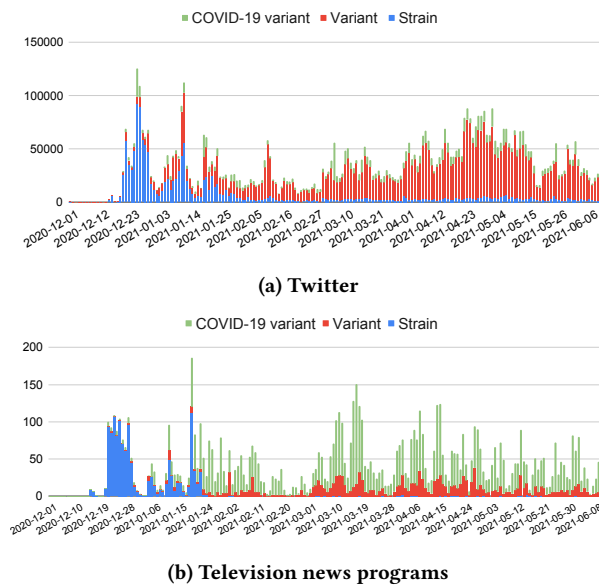 COVID-19 variant Variant Strain
150000
100000
50000
0
2020-12-01 2020-12-12 2020-12-23 2021-01-03 2021-01-14 2021-01-25 2021-02-05 2021-02-16 2021-02-27 2021-03-10 2021-03-21 2021-04-01 2021-04-12 2021-04-23 2021-05-04 2021-05-15 2021-05-26 2021-06-06
(a) Twitter
COVID-19 variant Variant Strain
200
150
100
50
0
2020-12-01 2020-12-10 2020-12-19 2020-12-28 2021-01-06 2021-01-15 2021-01-24 2021-02-02 2021-02-11 2021-02-20 2021-03-01 2021-03-10 2021-03-19 2021-03-28 2021-04-06 2021-04-15 2021-04-24 2021-05-03 2021-05-12 2021-05-21 2021-05-30 2021-06-08
(b) Television news programs